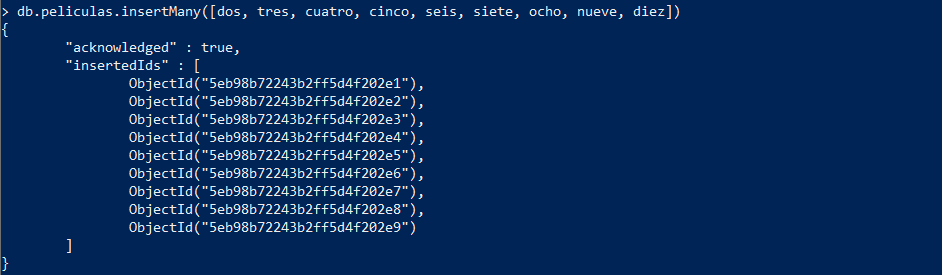 > db.peliculas.insertMany([dos, tres, cuatro, cinco, seis, siete, ocho, nueve, diez])
{
        "acknowledged" : true,
        "insertedIds" : [
                ObjectId("5eb98b72243b2ff5d4f202e1"),
                ObjectId("5eb98b72243b2ff5d4f202e2"),
                ObjectId("5eb98b72243b2ff5d4f202e3"),
                ObjectId("5eb98b72243b2ff5d4f202e4"),
                ObjectId("5eb98b72243b2ff5d4f202e5"),
                ObjectId("5eb98b72243b2ff5d4f202e6"),
                ObjectId("5eb98b72243b2ff5d4f202e7"),
                ObjectId("5eb98b72243b2ff5d4f202e8"),
                ObjectId("5eb98b72243b2ff5d4f202e9")
        ]
}